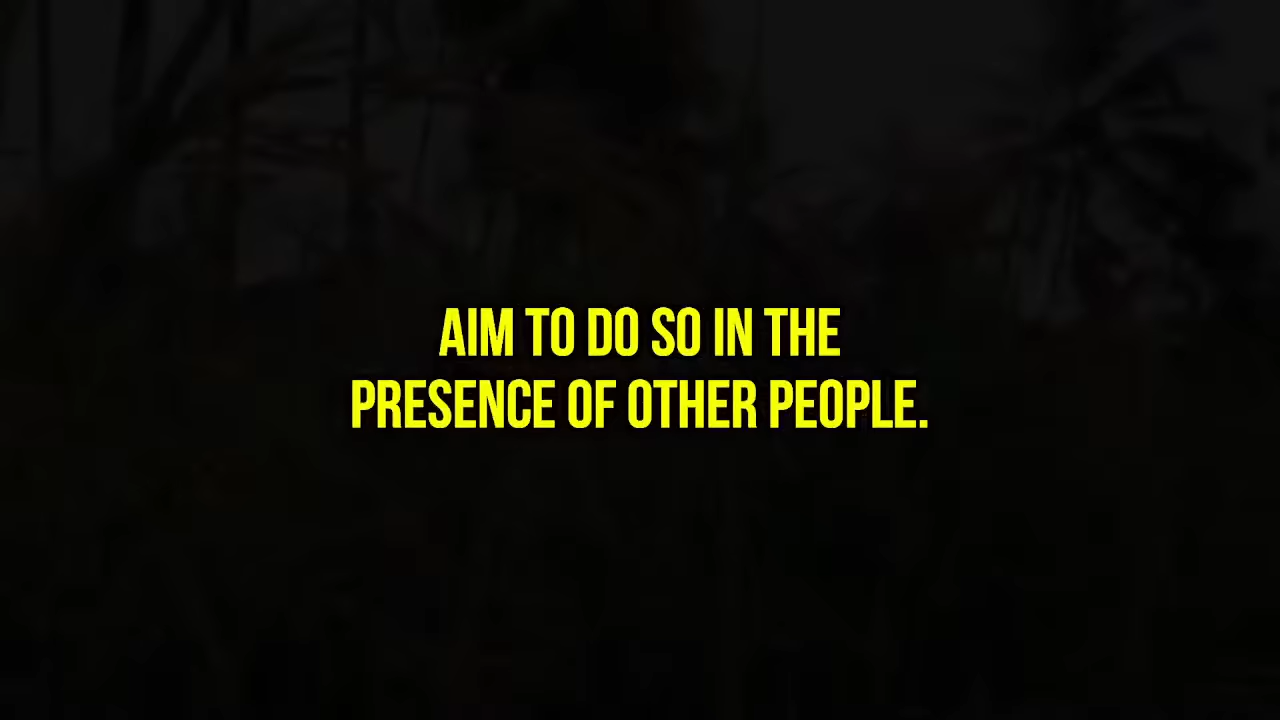 AIM TO DO SO IN THE
PRESENCE OF OTHER PEOPLE.